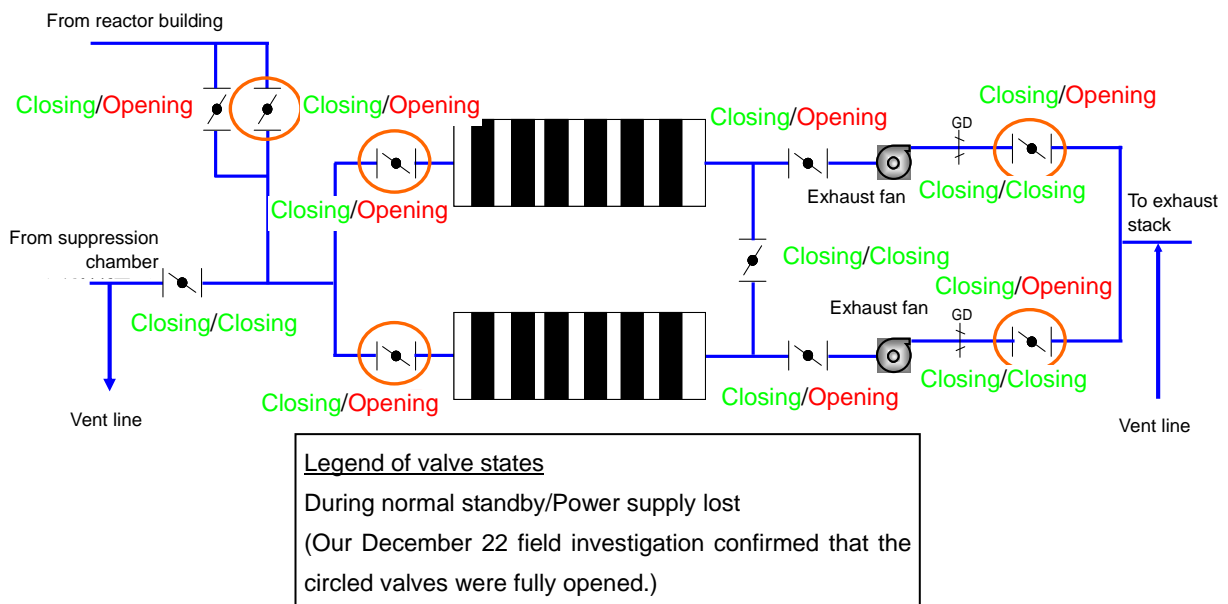 From reactor building
Closing/Opening
Closing/Opening
Closing/Opening
Closing/Opening
GD
Closing/Opening
Exhaust fan
Closing/Closing
To exhaust
stack
From suppression
chamber
Closing/Closing
Closing/Closing
Closing/Opening
Exhaust fan
GD
Closing/Opening
Closing/Opening
Closing/Closing
Vent line
Vent line
Legend of valve states
During normal standby/Power supply lost
(Our December 22 field investigation confirmed that the
circled valves were fully opened.)